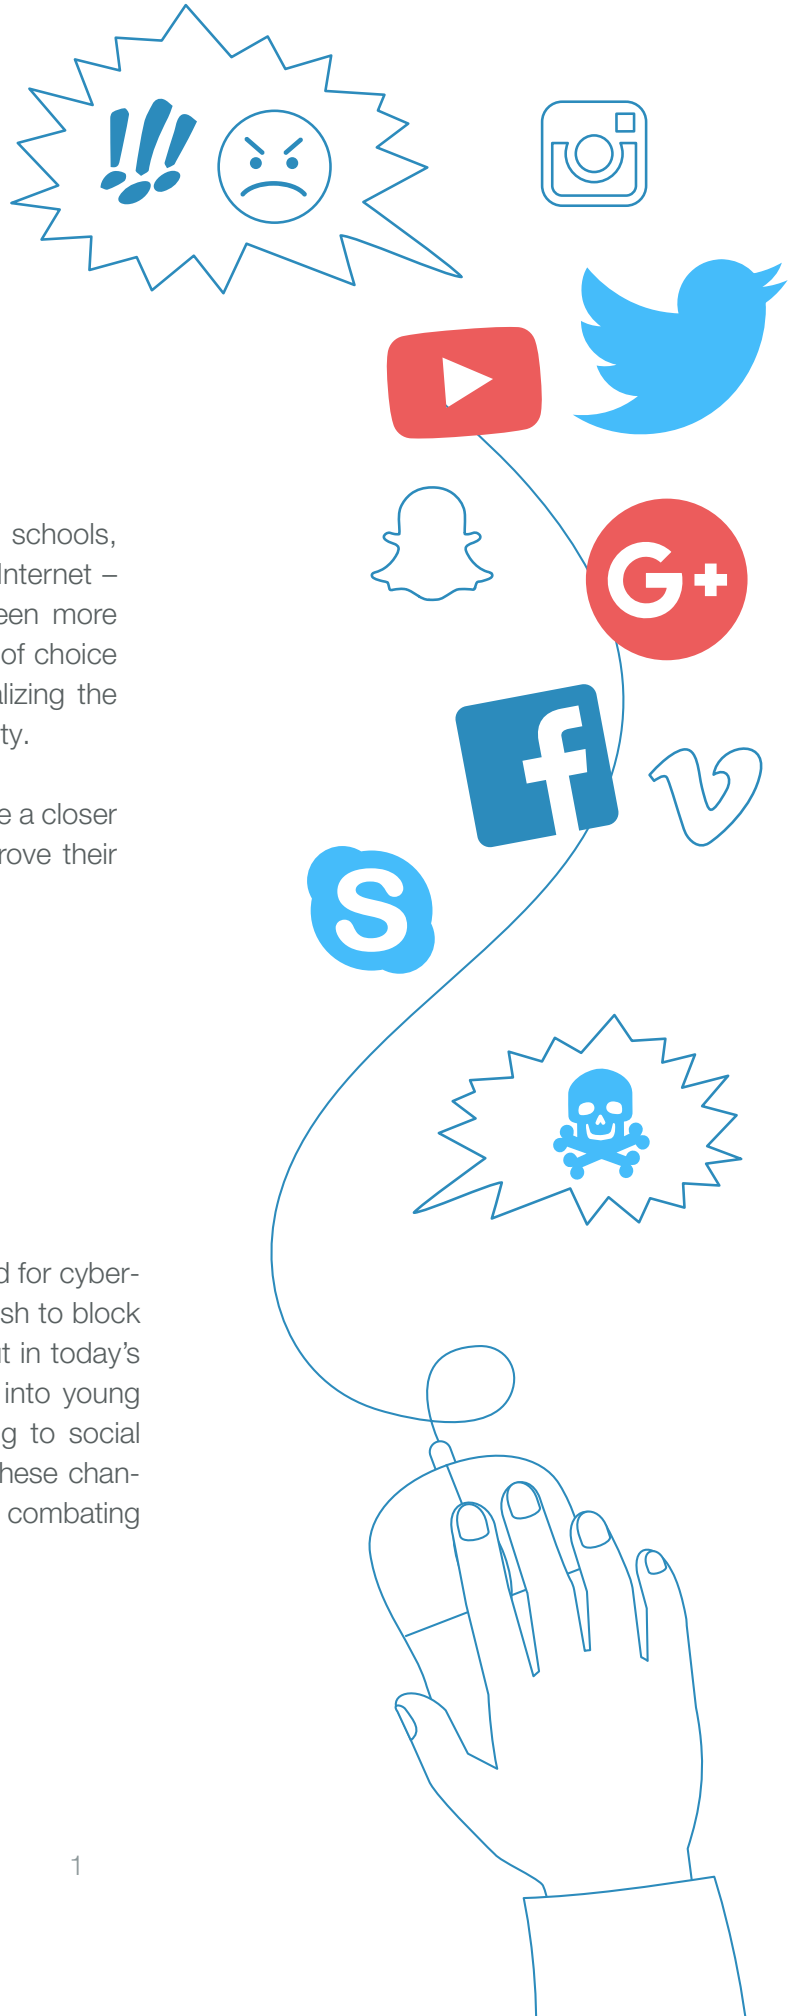 schools,
Internet –
een more
of choice
alizing the
ty.
e a closer
rove their
d for cyber-
sh to block
ut in today's
into young
g to social
hese chan-
combating
1